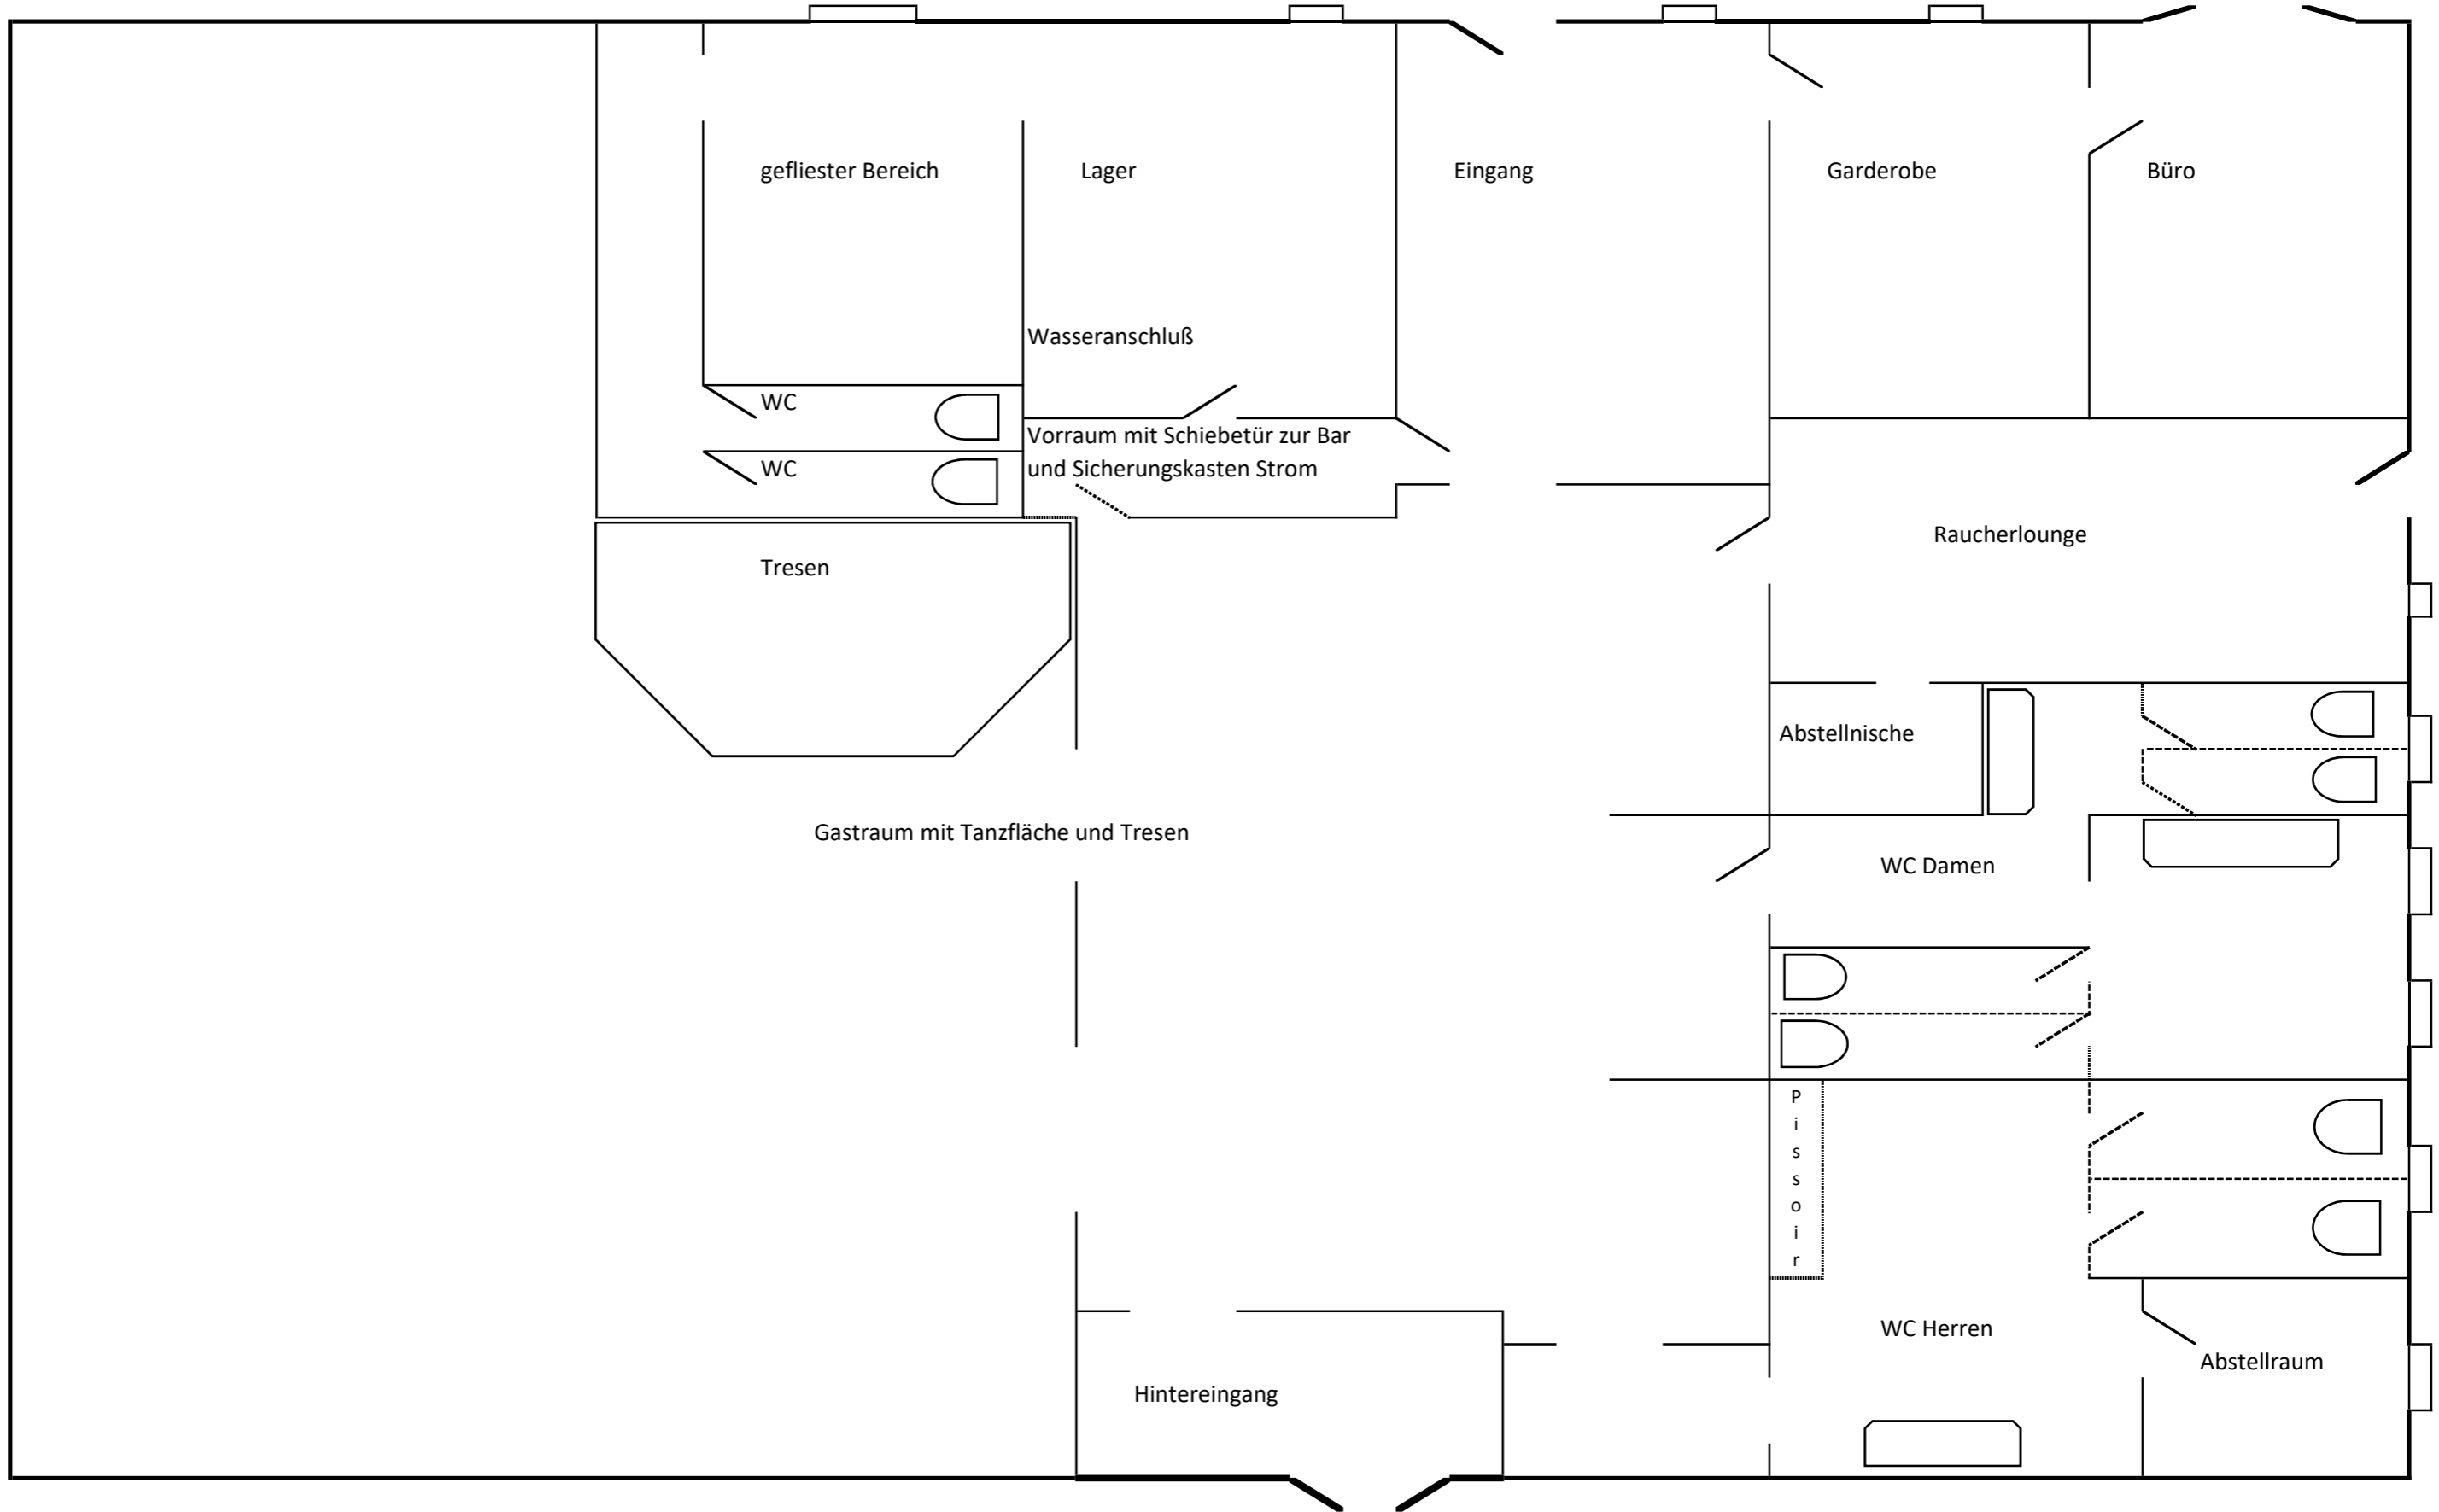 gefliester Bereich
Lager
Eingang
Garderobe
Büro
Wasseranschluß
WC
Vorraum mit Schiebetür zur Bar
und Sicherungskasten Strom
WC
Raucherlounge
Tresen
Abstellnische
Gastraum mit Tanzfläche und Tresen
WC Damen
Pissoir
WC Herren
Abstellraum
Hintereingang